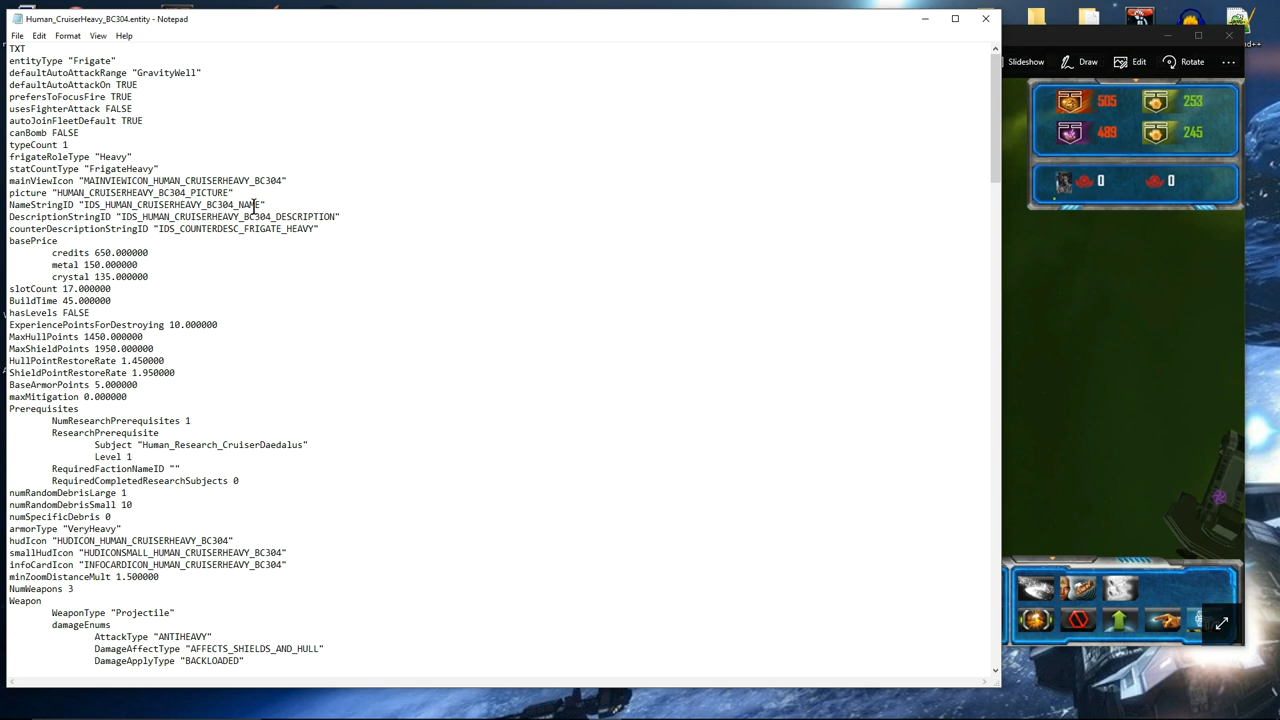 Human_CruiserHeavy_BC304.entity - Notepad
File Edit Format View Help
TXT
entityType "Frigate"
defaultAutoAttackRange "GravityWell"
defaultAutoAttackOn TRUE
prefersToFocusFire TRUE
usesFighterAttack FALSE
autoJoinFleetDefault TRUE
canBomb FALSE
typeCount 1
frigateRoleType "Heavy"
statCountType "FrigateHeavy"
mainViewIcon "MAINVIEWICON_HUMAN_CRUISERHEAVY_BC304"
picture "HUMAN_CRUISERHEAVY_BC304_PICTURE"
NameStringID "IDS_HUMAN_CRUISERHEAVY_BC304_NAME"
DescriptionStringID "IDS_HUMAN_CRUISERHEAVY_BC304_DESCRIPTION"
counterDescriptionStringID "IDS_COUNTERDESC_FRIGATE_HEAVY"
basePrice
credits 650.000000
metal 150.000000
crystal 135.000000
slotCount 17.000000
BuildTime 45.000000
hasLevels FALSE
ExperiencePointsForDestroying 10.000000
MaxHullPoints 1450.000000
MaxShieldPoints 1950.000000
HullPointRestoreRate 1.450000
ShieldPointRestoreRate 1.950000
BaseArmorPoints 5.000000
maxMitigation 0.000000
Prerequisites
NumResearchPrerequisites 1
ResearchPrerequisite
Subject "Human_Research_CruiserDaedalus"
Level 1
RequiredFactionNameID ""
RequiredCompletedResearchSubjects 0
numRandomDebrisLarge 1
numRandomDebrisSmall 10
numSpecificDebris 0
armorType "VeryHeavy"
hudIcon "HUDICON_HUMAN_CRUISERHEAVY_BC304"
smallHudIcon "HUDICONSMALL_HUMAN_CRUISERHEAVY_BC304"
infoCardIcon "INFOCARDICON_HUMAN_CRUISERHEAVY_BC304"
minZoomDistanceMult 1.500000
NumWeapons 3
Weapon
WeaponType "Projectile"
damageEnums
AttackType "ANTIHEAVY"
DamageAffectType "AFFECTS_SHIELDS_AND_HULL"
DamageApplyType "BACKLOADED"
Slideshow Draw Edit Rotate
505 253
489 245
0 0